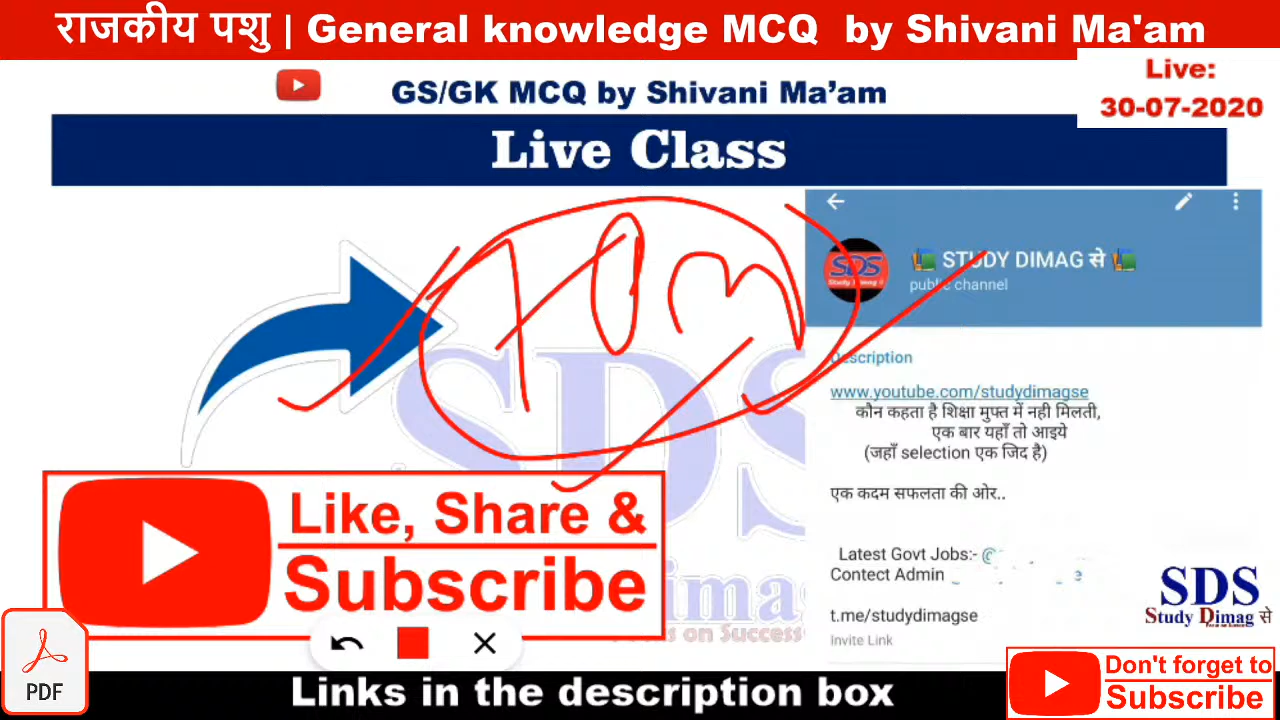 राजकीय पशु | General knowledge MCQ by Shivani Ma'am
Live:
30-07-2020
GS/GK MCQ by Shivani Ma’am
Live Class
SDS
STUDY DIMAG से
public channel
Description
www.youtube.com/studydimagse
कौन कहता है शिक्षा मुफ्त में नही मिलती,
एक बार यहाँ तो आइये
(जहाँ selection एक जिद है)
एक कदम सफलता की ओर..
Latest Govt Jobs:- @
Contect Admin
t.me/studydimagse
Invite Link
SDS
Like, Share &
Subscribe
SDS
Study Dimag से
PDF
Links in the description box
Don't forget to
Subscribe